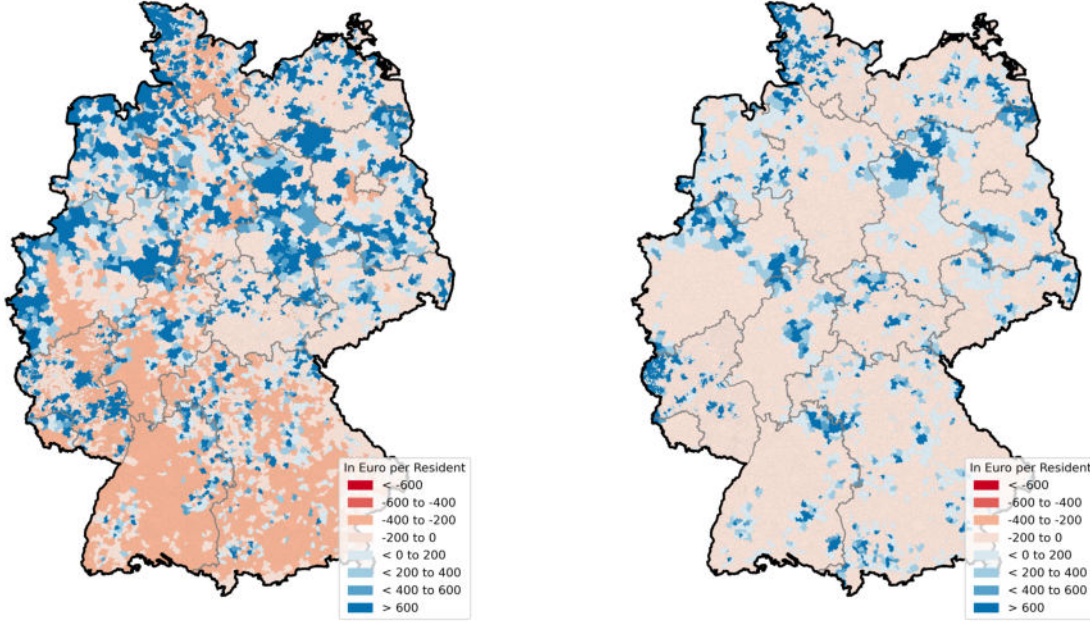 In Euro per Resident
< -600
-600 to -400
-400 to -200
-200 to 0
< 0 to 200
< 200 to 400
< 400 to 600
> 600
In Euro per Resident
< -600
-600 to -400
-400 to -200
-200 to 0
< 0 to 200
< 200 to 400
< 400 to 600
> 600